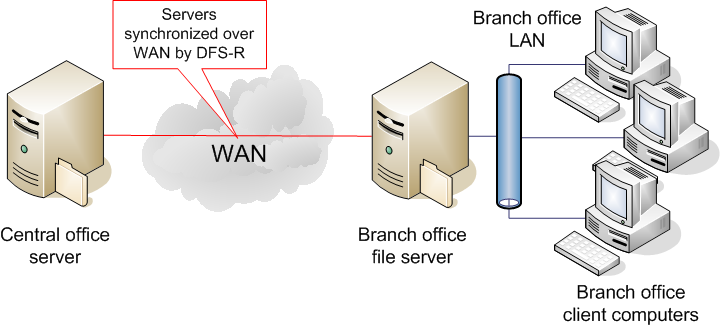 Servers
synchronized over
WAN by DFS-R
Branch office
LAN
WAN
Central office
server
Branch office
file server
Branch office
client computers